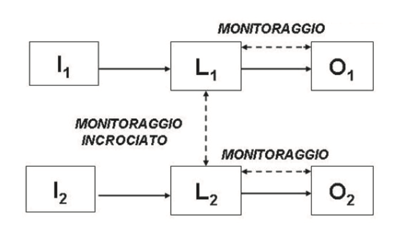 MONITORAGGIO
I1 L1 O1
MONITORAGGIO
INCROCIATO
MONITORAGGIO
I2 L2 O2